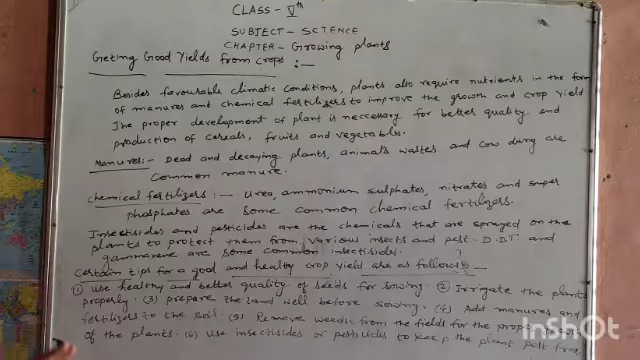 CLASS - Vth
SUBJECT - SCIENCE
CHAPTER - Growing plants
Geting Good Yields from crops :-
Besides favourable climatic conditions, plants also require nutrients in the form
of manures and chemical fertilizers to improve the growth and crop yield
The proper development of plant is neccessary for better quality and
production of cereals, fruits and vegetables.
Manures:- Dead and decaying plants, animals wastes and cow dung are
common manure.
chemical fertilizers :- Urea, ammonium sulphates, nitrates and super
phosphates are some common chemical fertilizers.
Insectisides and pesticides are the chemicals that are sprayed on the
plants to protect them from various insects and pest. D.D.T and
gammaxene are some common insectisides.
Certain tips for a good and healthy crop yield are as follows :-
(1) use healthy and better quality of seeds for sowing. (2) Irrigate the plants
properly. (3) prepare the land well before sowing. (4) Add manures and
fertilizers to the soil. (5) Remove weeds from the fields for the proper
of the plants. (6) Use insectisides or pesticides to keep the plant pest free.
InShot